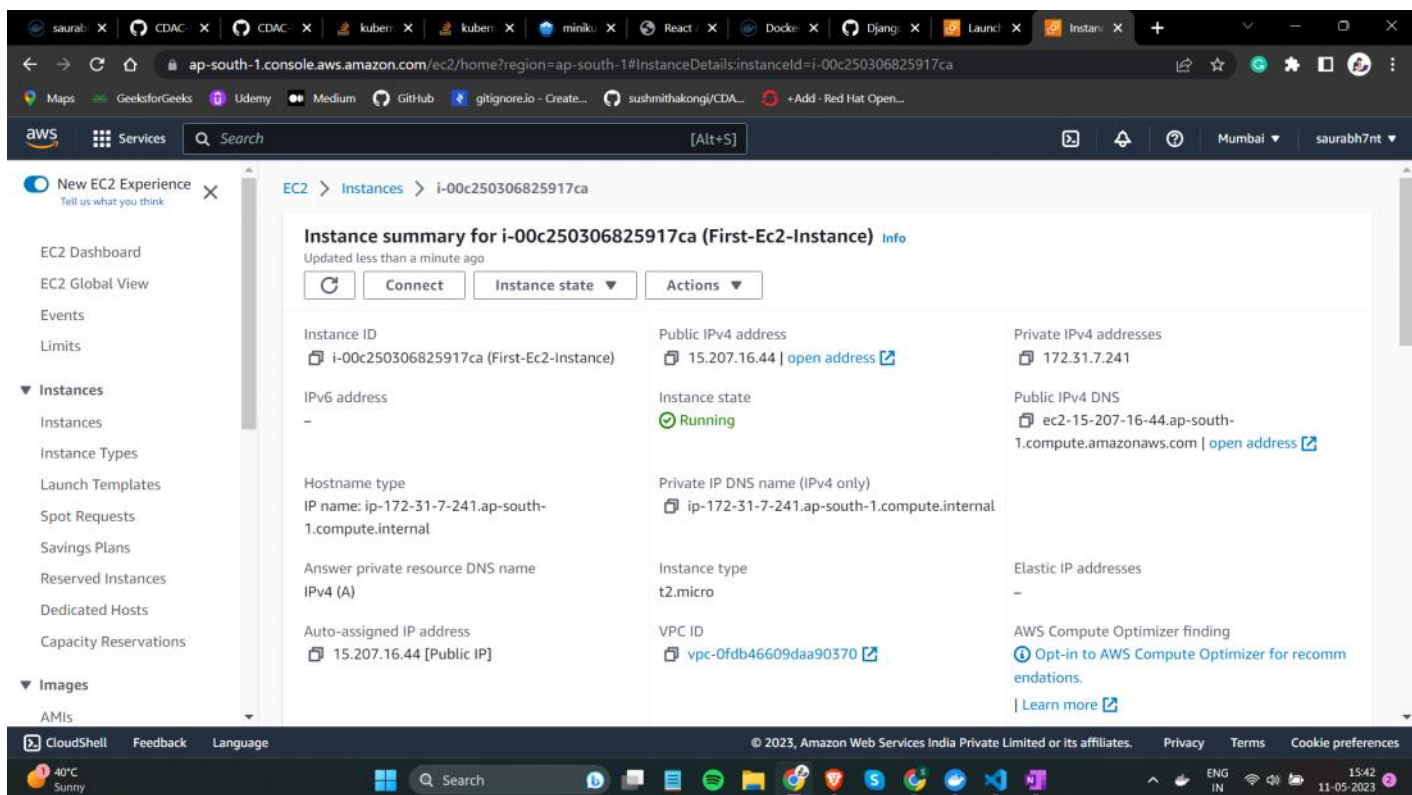 saurab CDAC- CDAC- kubern kubern miniku React Docke Djang Launch Instan
ap-south-1.console.aws.amazon.com/ec2/home?region=ap-south-1#InstanceDetails:instanceId=i-00c250306825917ca
Maps GeeksforGeeks Udemy Medium GitHub gitignore.io - Create... sushmithakongi/CDA... +Add - Red Hat Open...
aws Services Search [Alt+S] Mumbai saurabh7nt
New EC2 Experience
Tell us what you think
EC2 Dashboard
EC2 Global View
Events
Limits
Instances
Instances
Instance Types
Launch Templates
Spot Requests
Savings Plans
Reserved Instances
Dedicated Hosts
Capacity Reservations
Images
AMIs
EC2 > Instances > i-00c250306825917ca
Instance summary for i-00c250306825917ca (First-Ec2-Instance) Info
Updated less than a minute ago
Connect Instance state Actions
Instance ID
i-00c250306825917ca (First-Ec2-Instance)
Public IPv4 address
15.207.16.44 | open address
Private IPv4 addresses
172.31.7.241
IPv6 address
–
Instance state
Running
Public IPv4 DNS
ec2-15-207-16-44.ap-south-
1.compute.amazonaws.com | open address
Hostname type
IP name: ip-172-31-7-241.ap-south-
1.compute.internal
Private IP DNS name (IPv4 only)
ip-172-31-7-241.ap-south-1.compute.internal
Answer private resource DNS name
IPv4 (A)
Instance type
t2.micro
Elastic IP addresses
–
Auto-assigned IP address
15.207.16.44 [Public IP]
VPC ID
vpc-0fdb46609daa90370
AWS Compute Optimizer finding
Opt-in to AWS Compute Optimizer for recomm
endations.
| Learn more
CloudShell Feedback Language © 2023, Amazon Web Services India Private Limited or its affiliates. Privacy Terms Cookie preferences
1 40°C
Sunny
Search
ENG
IN
15:42
11-05-2023
2